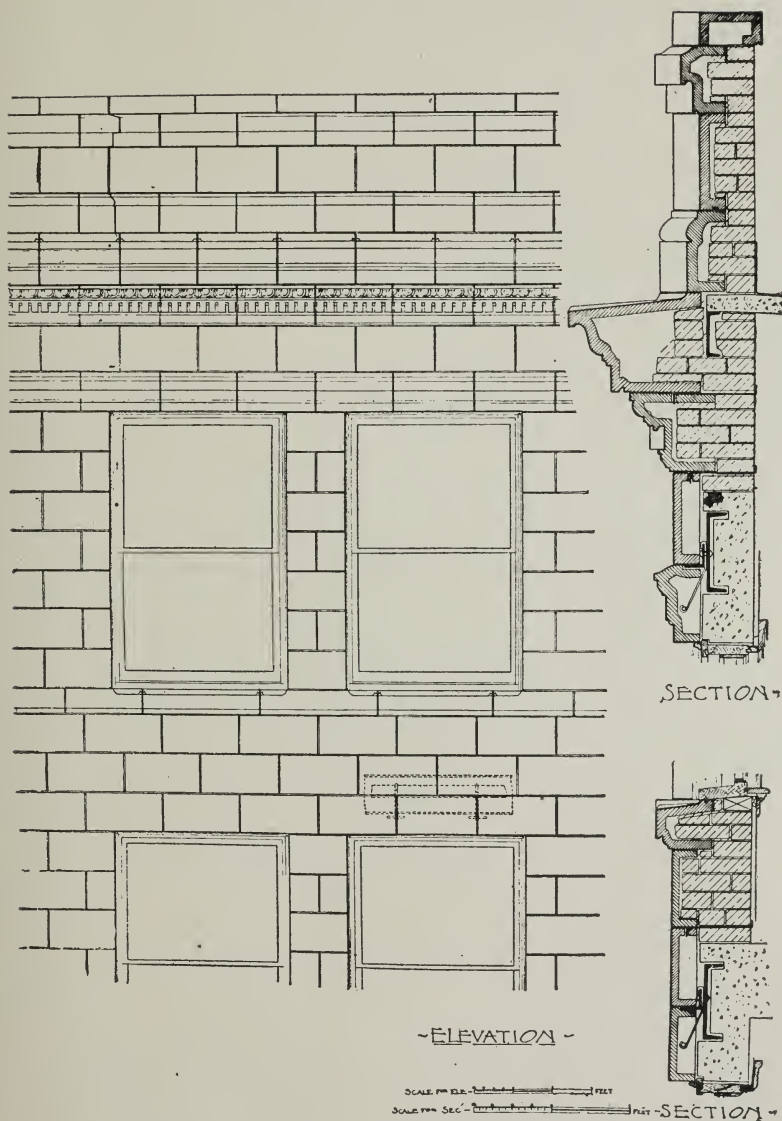 SECTION
-ELEVATION-
SCALE FOR ELE- FEET
SCALE FOR SEC- FEET
-SECTION